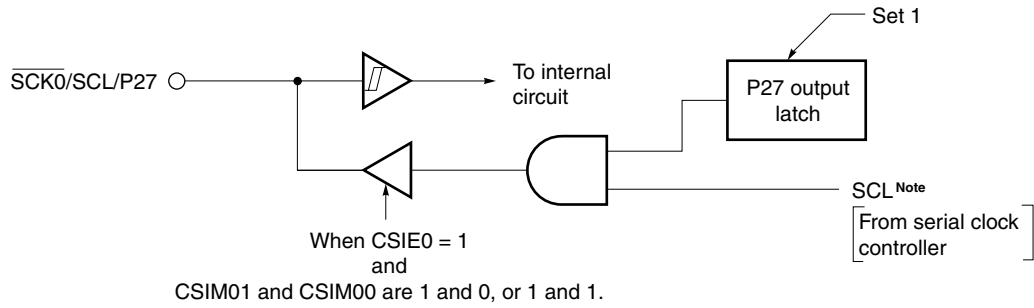 Set 1
S̅C̅K̅0̅/SCL/P27
To internal
circuit
P27 output
latch
SCL Note
[From serial clock
controller]
When CSIE0 = 1
and
CSIM01 and CSIM00 are 1 and 0, or 1 and 1.